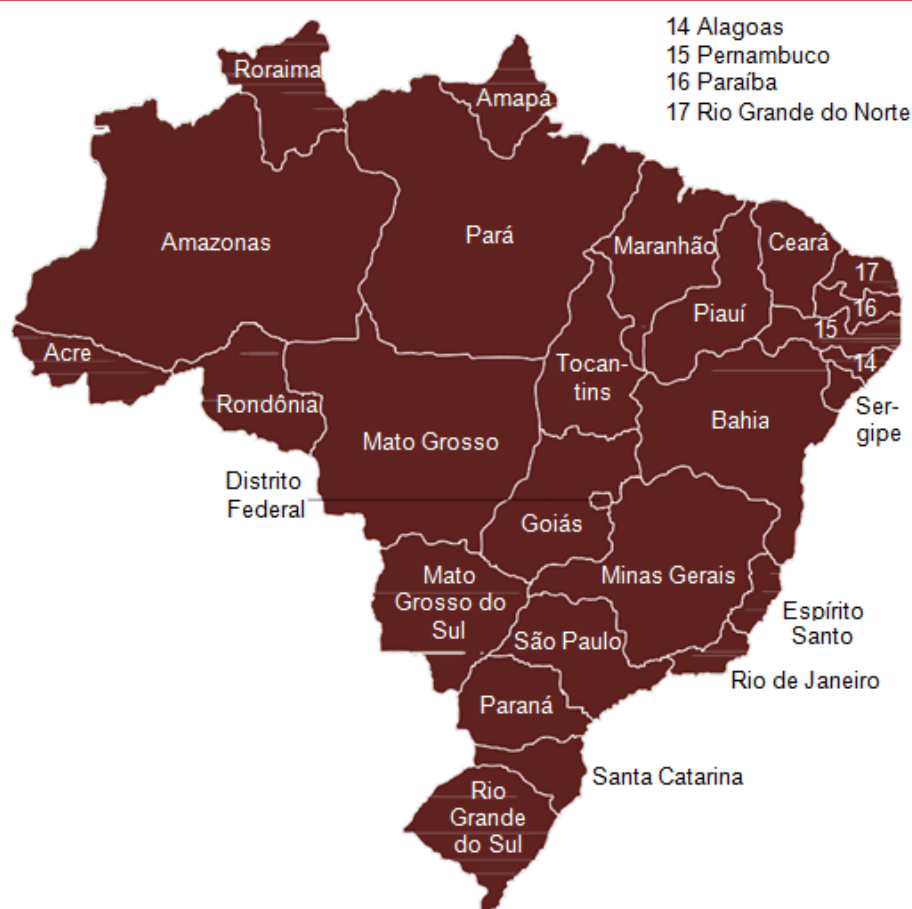 14 Alagoas
15 Pernambuco
16 Paraíba
17 Rio Grande do Norte
Roraima
Amapá
Amazonas
Pará
Maranhão
Ceará
17
16
Piauí
15
Acre
14
Tocan-
tins
Rondônia
Bahia
Ser-
gipe
Mato Grosso
Distrito
Federal
Goiás
Minas Gerais
Mato
Grosso do
Sul
Espírito
Santo
São Paulo
Rio de Janeiro
Paraná
Santa Catarina
Rio
Grande
do Sul